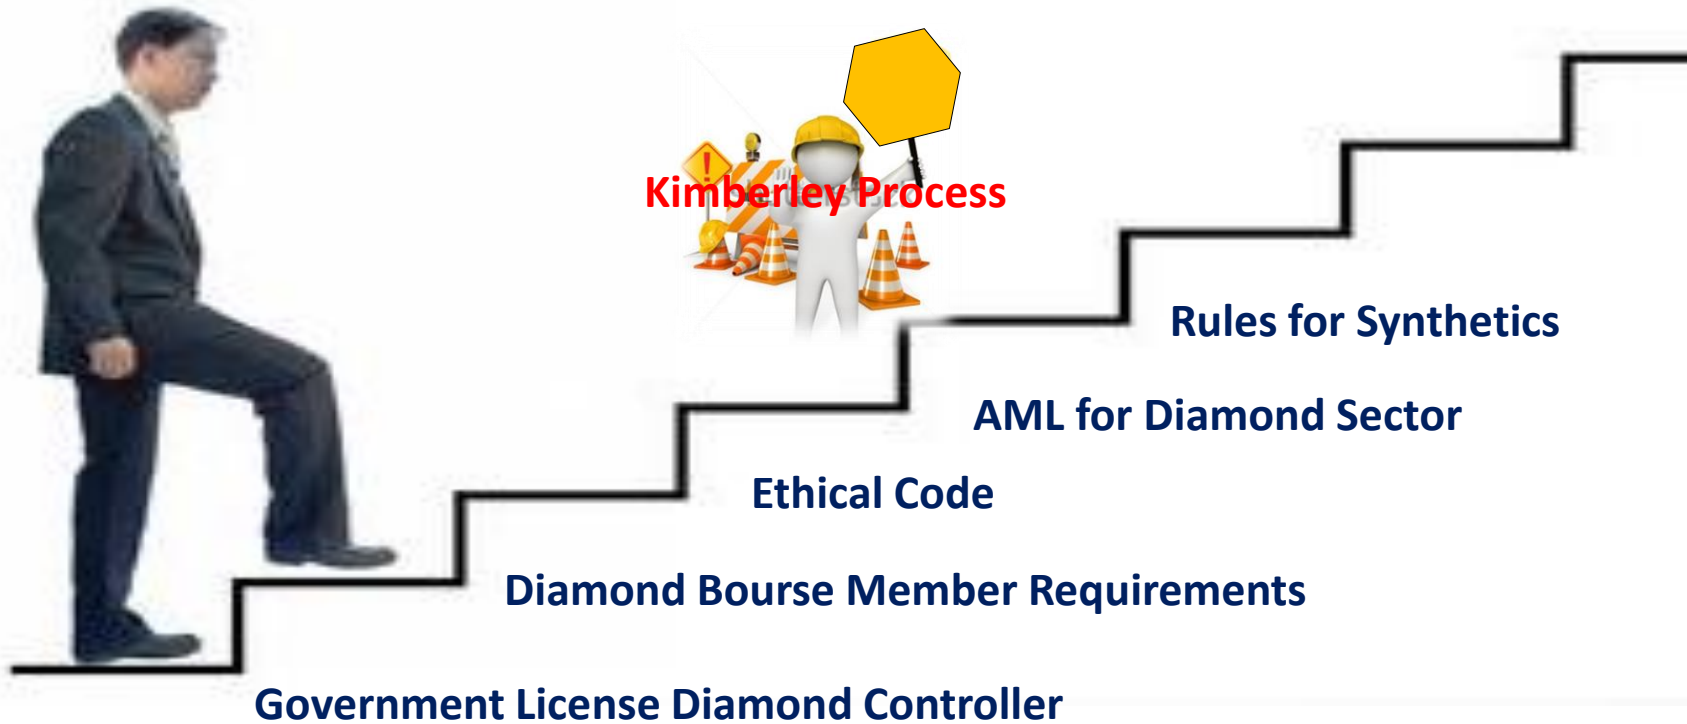 Kimberley Process
Rules for Synthetics
AML for Diamond Sector
Ethical Code
Diamond Bourse Member Requirements
Government License Diamond Controller